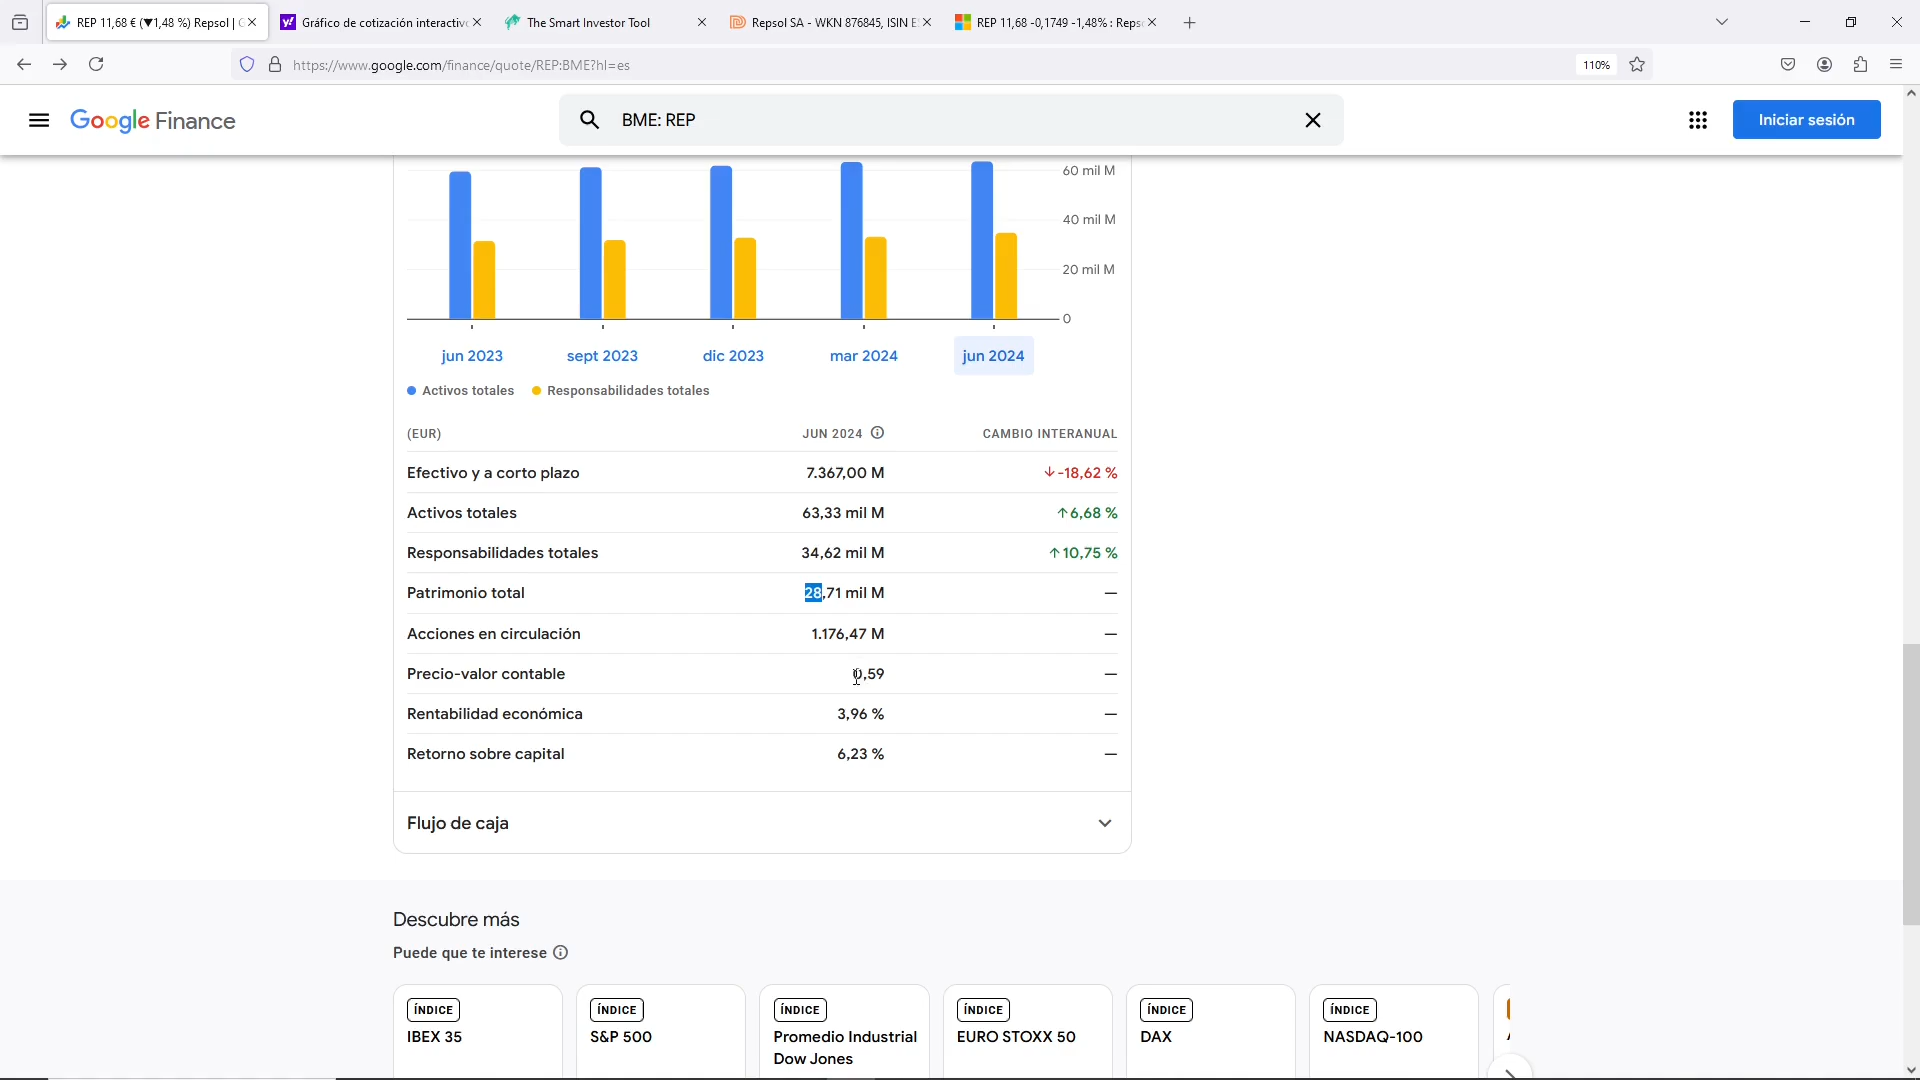 REP 11,68 € (▼1,48 %) Repsol |
Gráfico de cotización interactiv
The Smart Investor Tool
Repsol SA - WKN 876845, ISIN E
REP 11,68 -0,1749 -1,48% : Reps
https://www.google.com/finance/quote/REP:BME?hl=es
110%
Google Finance
BME: REP
Iniciar sesión
60 mil M
40 mil M
20 mil M
0
jun 2023 sept 2023 dic 2023 mar 2024 jun 2024
Activos totales Responsabilidades totales
(EUR) JUN 2024 CAMBIO INTERANUAL
Efectivo y a corto plazo 7.367,00 M ↓-18,62 %
Activos totales 63,33 mil M ↑6,68 %
Responsabilidades totales 34,62 mil M ↑10,75 %
Patrimonio total 28,71 mil M —
Acciones en circulación 1.176,47 M —
Precio-valor contable 0,59 —
Rentabilidad económica 3,96 % —
Retorno sobre capital 6,23 % —
Flujo de caja
Descubre más
Puede que te interese
ÍNDICE ÍNDICE ÍNDICE ÍNDICE ÍNDICE ÍNDICE
IBEX 35 S&P 500 Promedio Industrial EURO STOXX 50 DAX NASDAQ-100
Dow Jones